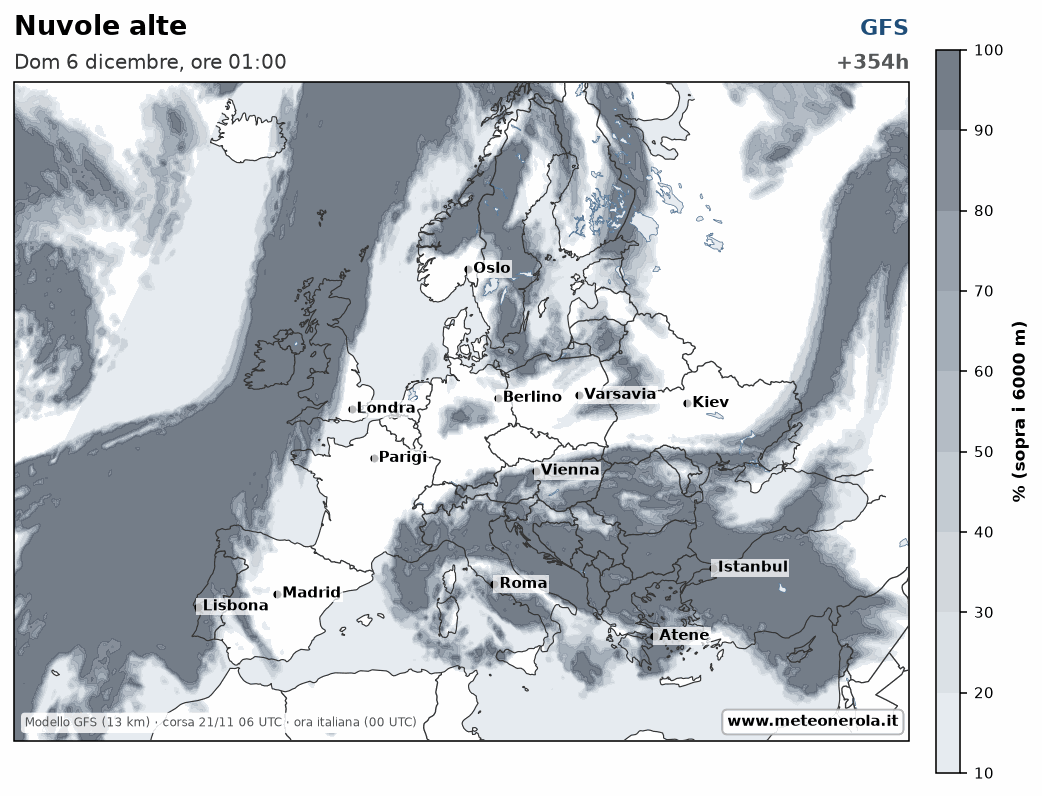 Nuvole alte
GFS
Dom 6 dicembre, ore 01:00
+354h
100
90
80
70
60
50
40
30
20
10
% (sopra i 6000 m)
Oslo
Berlino
Varsavia
Kiev
Londra
Parigi
Vienna
Istanbul
Roma
Madrid
Lisbona
Atene
Modello GFS (13 km) · corsa 21/11 06 UTC · ora italiana (00 UTC)
www.meteonerola.it